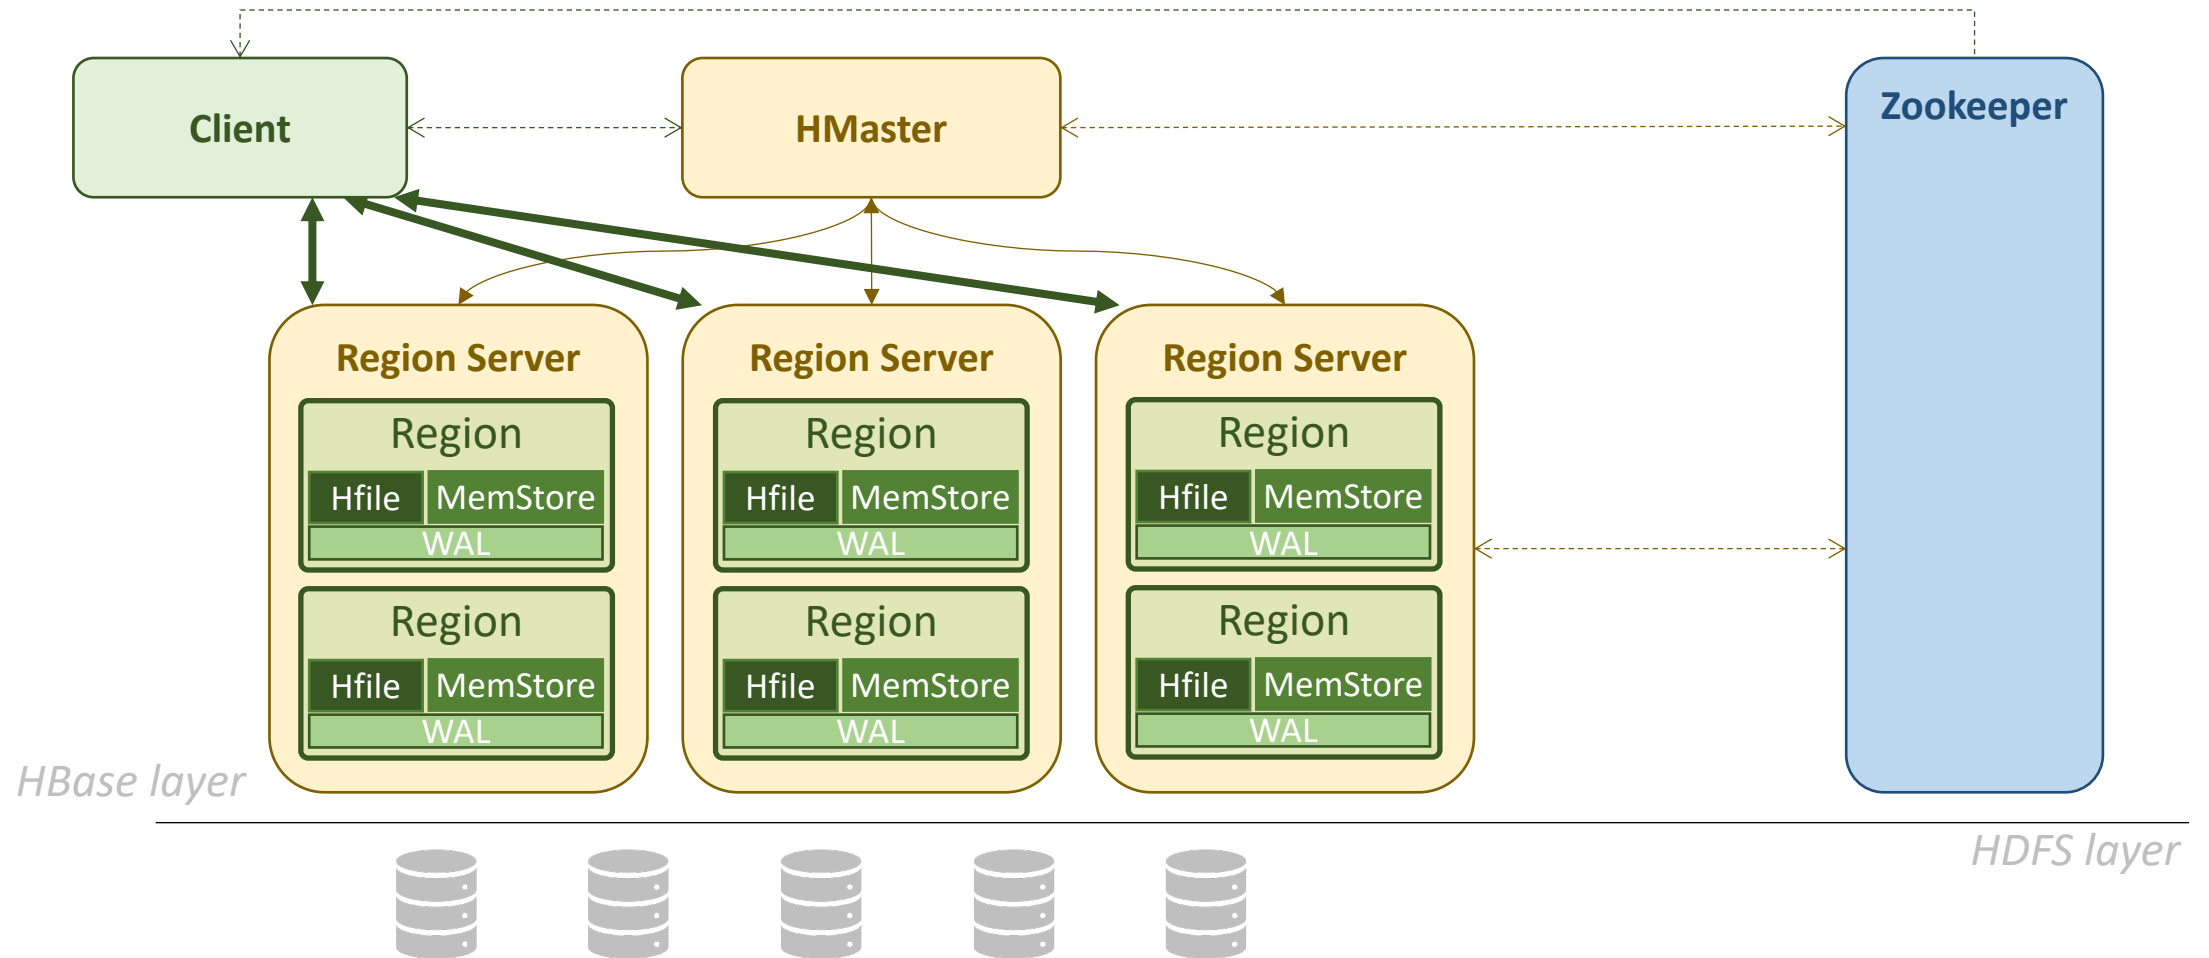 Client
HMaster
Zookeeper
Region Server
Region Server
Region Server
Region
Region
Region
Hfile MemStore
Hfile MemStore
Hfile MemStore
WAL
WAL
WAL
Region
Region
Region
Hfile MemStore
Hfile MemStore
Hfile MemStore
WAL
WAL
WAL
HBase layer
HDFS layer